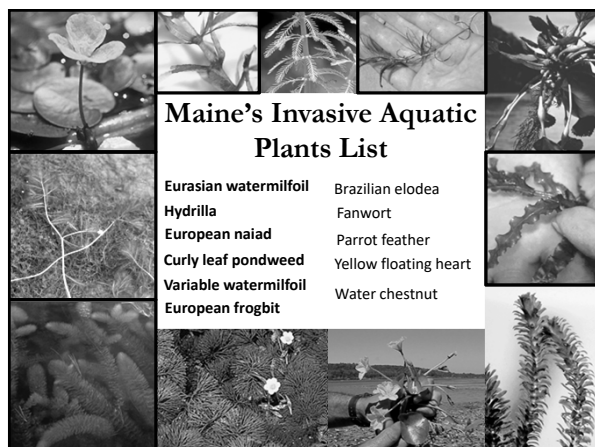 Maine's Invasive Aquatic
Plants List
Eurasian watermilfoil
Hydrilla
European naiad
Curly leaf pondweed
Variable watermilfoil
European frogbit
Brazilian elodea
Fanwort
Parrot feather
Yellow floating heart
Water chestnut